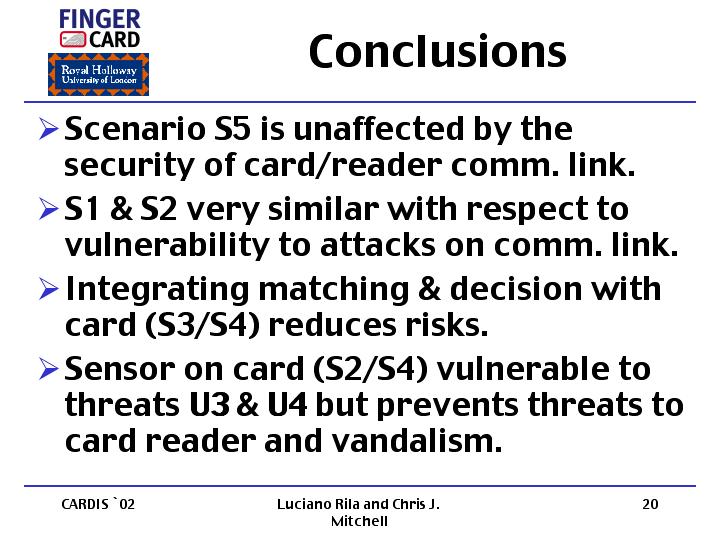 FINGER
CARD
Royal Holloway
University of London
Conclusions
➢ Scenario S5 is unaffected by the
security of card/reader comm. link.
➢ S1 & S2 very similar with respect to
vulnerability to attacks on comm. link.
➢ Integrating matching & decision with
card (S3/S4) reduces risks.
➢ Sensor on card (S2/S4) vulnerable to
threats U3 & U4 but prevents threats to
card reader and vandalism.
CARDIS `02
Luciano Rila and Chris J.
Mitchell
20